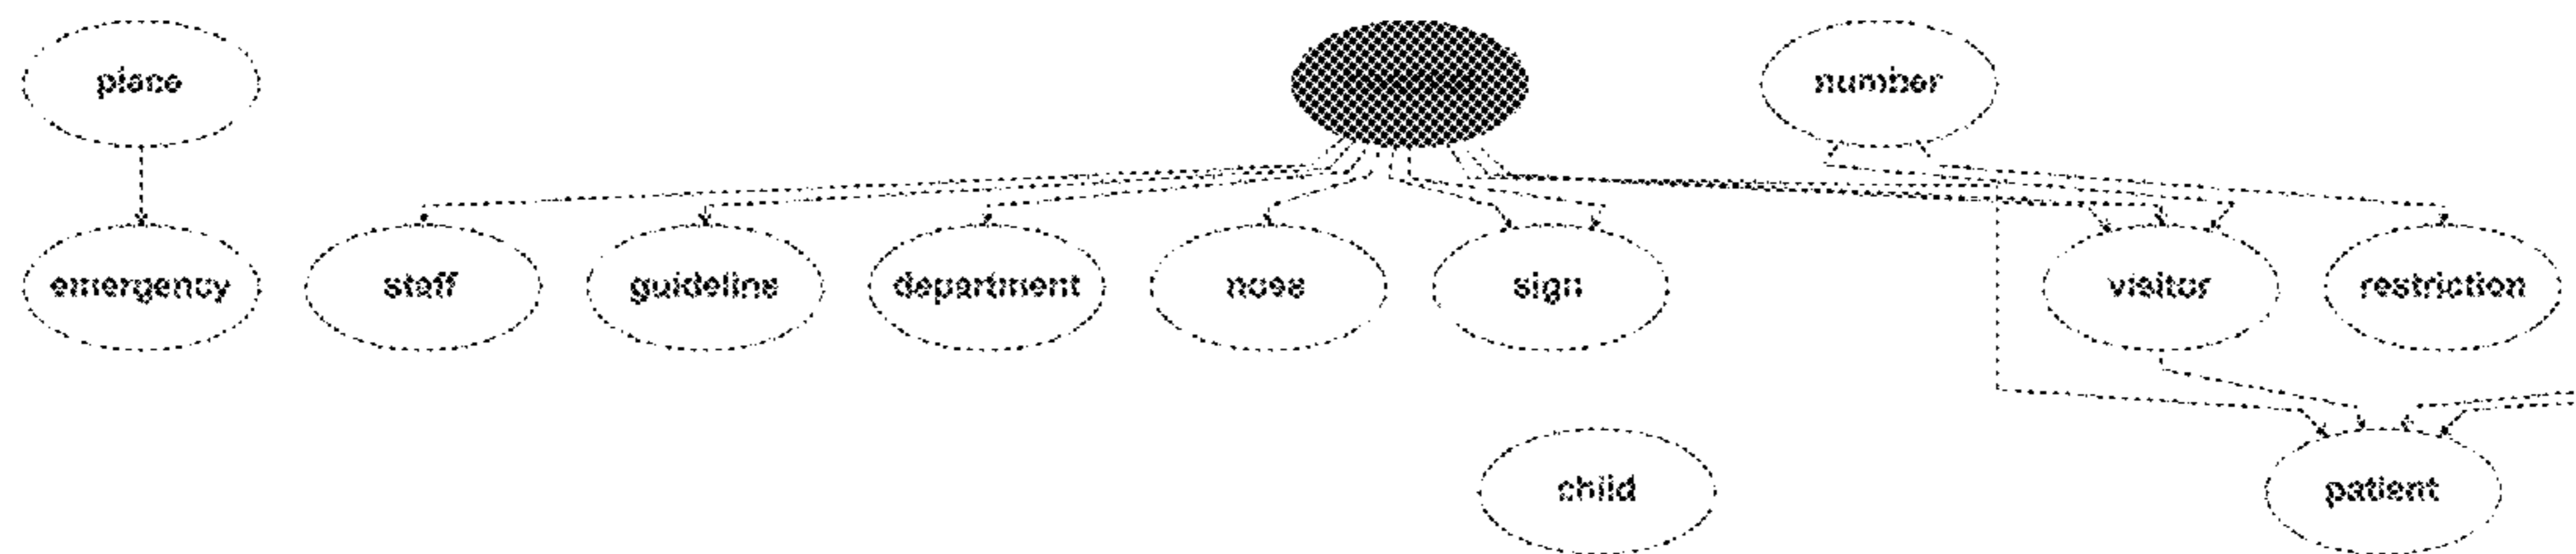 place
number
emergency
staff
guideline
department
nose
sign
visitor
restriction
child
patient